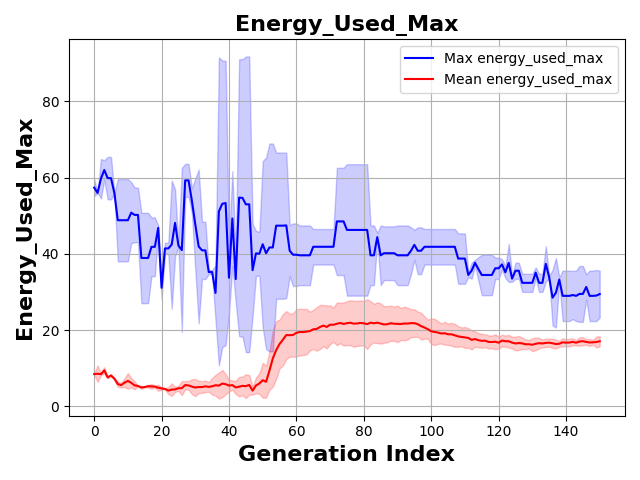 Energy_Used_Max
Max energy_used_max
Mean energy_used_max
Energy_Used_Max
80
60
40
20
0
0 20 40 60 80 100 120 140
Generation Index